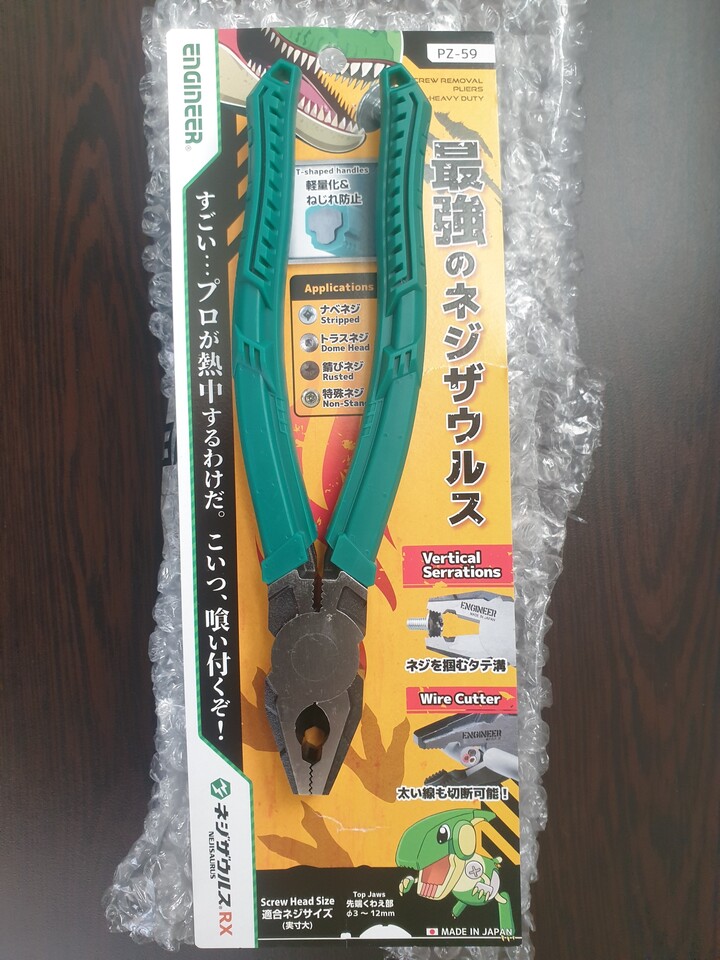 ENGINEER
PZ-59
SCREW REMOVAL
PLIERS
HEAVY DUTY
最強のネジザウルス
すごい…プロが熱中するわけだ。こいつ、喰い付くぞ！
T-shaped handles
軽量化&
ねじれ防止
Applications
ナベネジ
Stripped
トラスネジ
Dome Head
錆びネジ
Rusted
特殊ネジ
Non-Stan
Vertical
Serrations
ENGINEER
MADE IN JAPAN
ネジを掴むタテ溝
Wire Cutter
ENGINEER
太い線も切断可能！
ネジザウルスRX
NEJISAURUS
Screw Head Size
適合ネジサイズ
(実寸大)
Top Jaws
先端くわえ部
φ3～12mm
MADE IN JAPAN